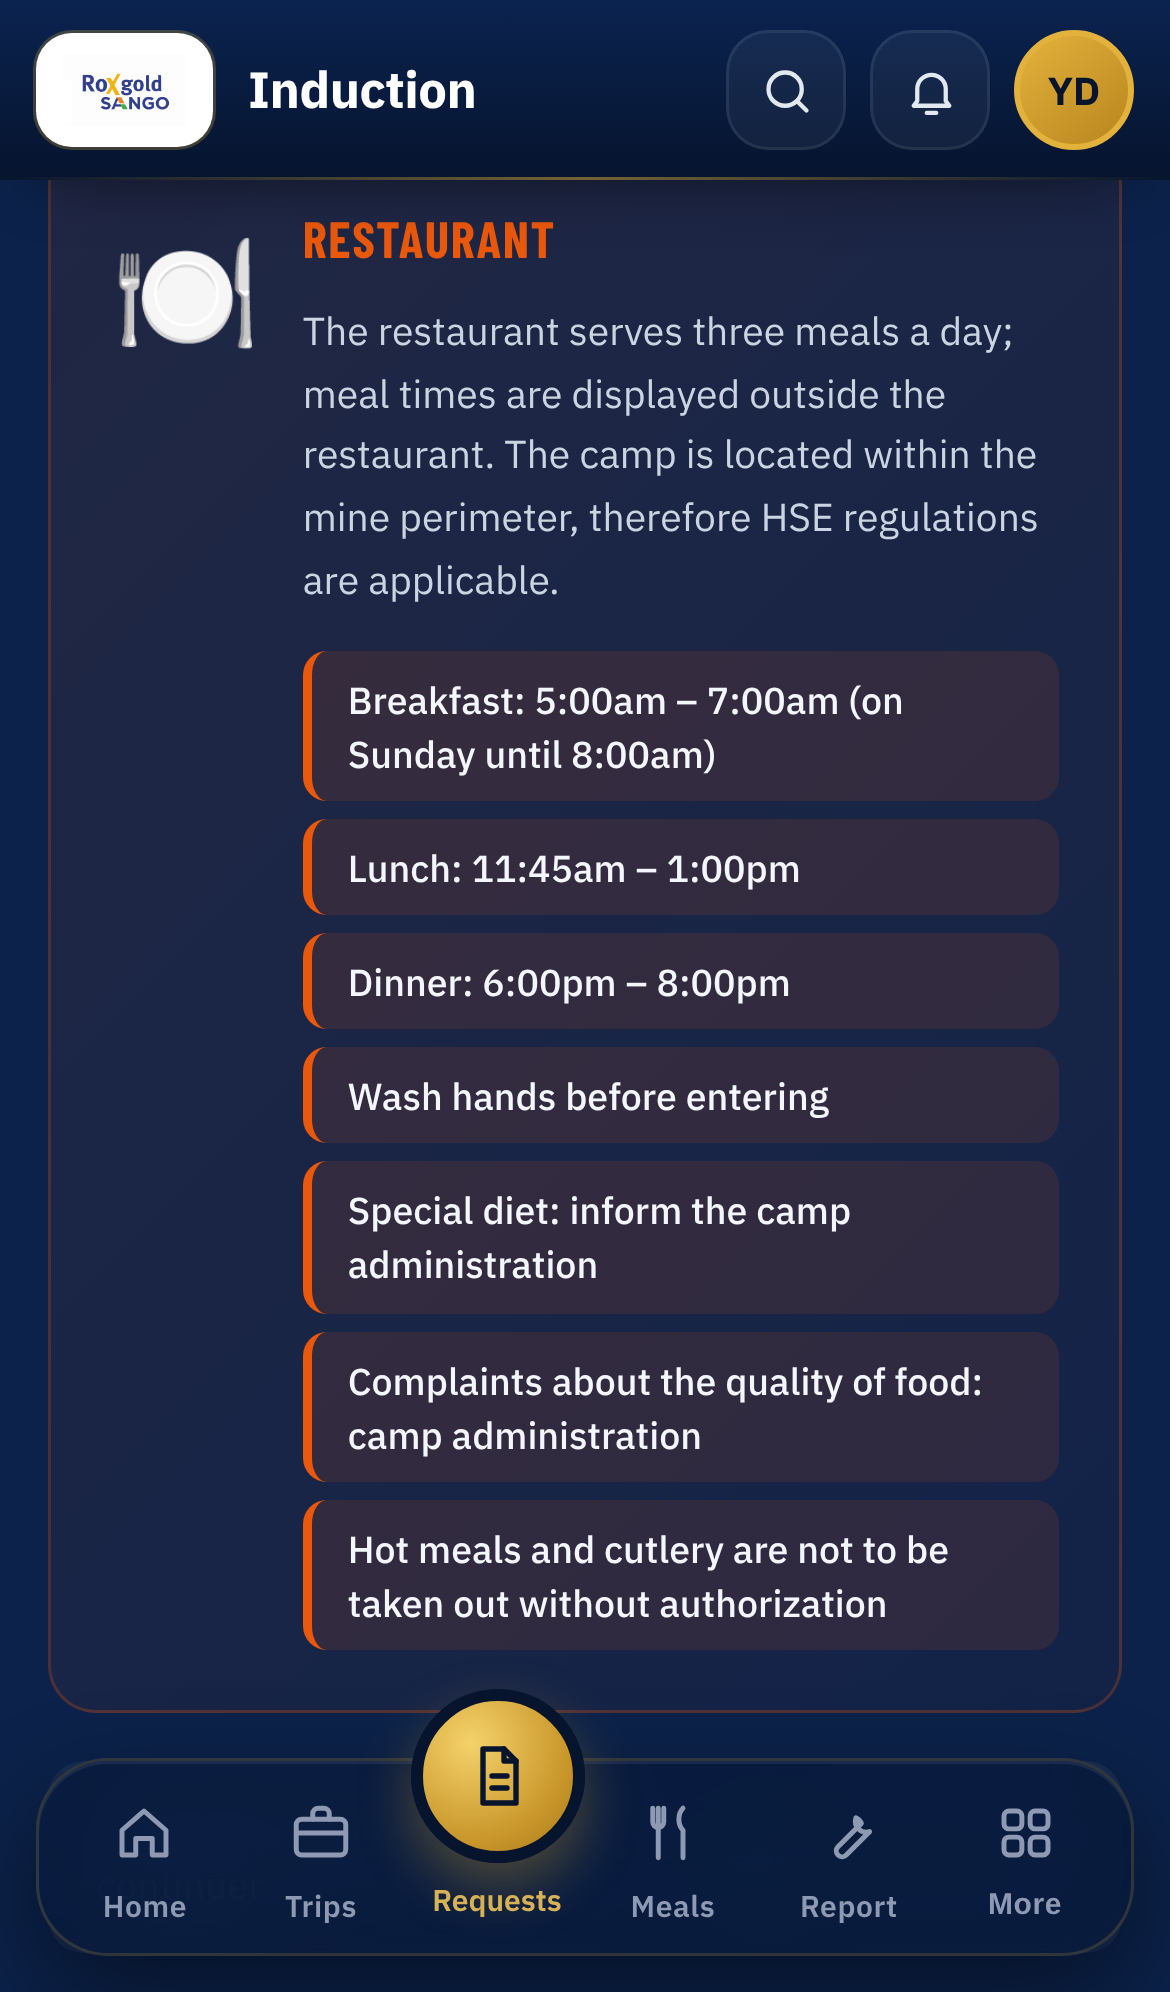 Roxgold
SANGO
Induction
YD
RESTAURANT
The restaurant serves three meals a day;
meal times are displayed outside the
restaurant. The camp is located within the
mine perimeter, therefore HSE regulations
are applicable.
Breakfast: 5:00am – 7:00am (on
Sunday until 8:00am)
Lunch: 11:45am – 1:00pm
Dinner: 6:00pm – 8:00pm
Wash hands before entering
Special diet: inform the camp
administration
Complaints about the quality of food:
camp administration
Hot meals and cutlery are not to be
taken out without authorization
continuer
Home
Trips
Requests
Meals
Report
More